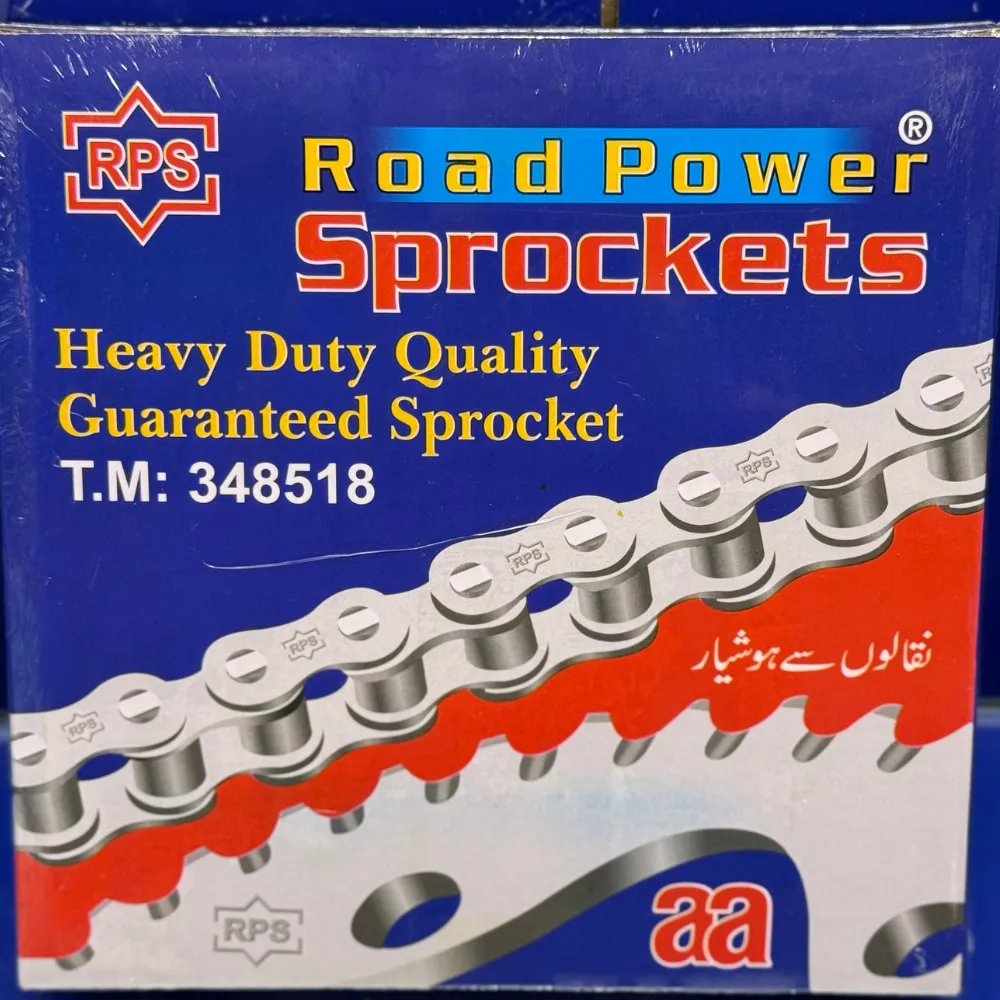 RPS
Road Power®
Sprockets
Heavy Duty Quality
Guaranteed Sprocket
T.M: 348518
RPS
RPS
RPS
RPS
نقالوں سے ہوشیار
RPS
aa